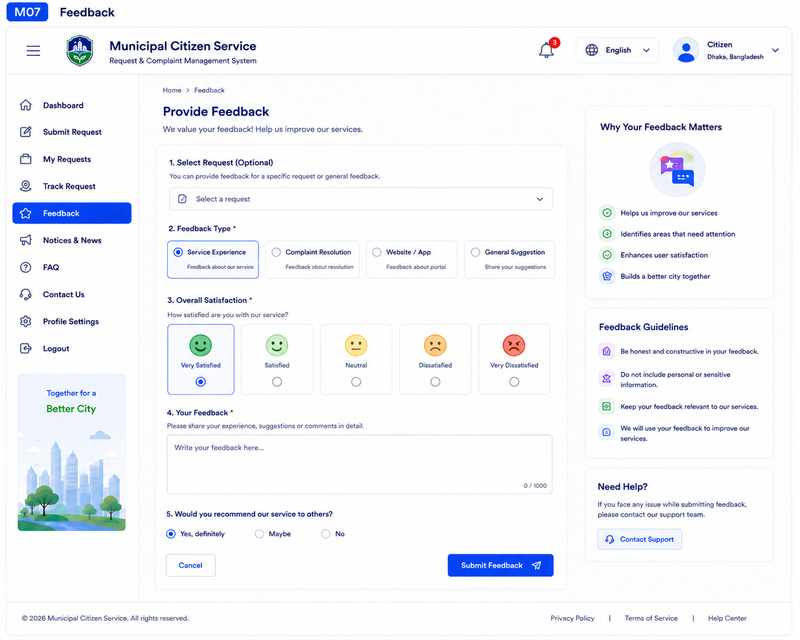 M07 Feedback
Municipal Citizen Service
Request & Complaint Management System
3
English
Citizen
Dhaka, Bangladesh
Dashboard
Submit Request
My Requests
Track Request
Feedback
Notices & News
FAQ
Contact Us
Profile Settings
Logout
Together for a
Better City
Home > Feedback
Provide Feedback
We value your feedback! Help us improve our services.
1. Select Request (Optional)
You can provide feedback for a specific request or general feedback.
Select a request
2. Feedback Type *
Service Experience
Feedback about our service
Complaint Resolution
Feedback about resolution
Website / App
Feedback about portal
General Suggestion
Share your suggestions
3. Overall Satisfaction *
How satisfied are you with our service?
Very Satisfied
Satisfied
Neutral
Dissatisfied
Very Dissatisfied
4. Your Feedback *
Please share your experience, suggestions or comments in detail.
Write your feedback here...
0 / 1000
5. Would you recommend our service to others?
Yes, definitely
Maybe
No
Cancel
Submit Feedback
Why Your Feedback Matters
Helps us improve our services
Identifies areas that need attention
Enhances user satisfaction
Builds a better city together
Feedback Guidelines
Be honest and constructive in your feedback.
Do not include personal or sensitive
information.
Keep your feedback relevant to our services.
We will use your feedback to improve our
services.
Need Help?
If you face any issue while submitting feedback,
please contact our support team.
Contact Support
© 2026 Municipal Citizen Service. All rights reserved.
Privacy Policy | Terms of Service | Help Center